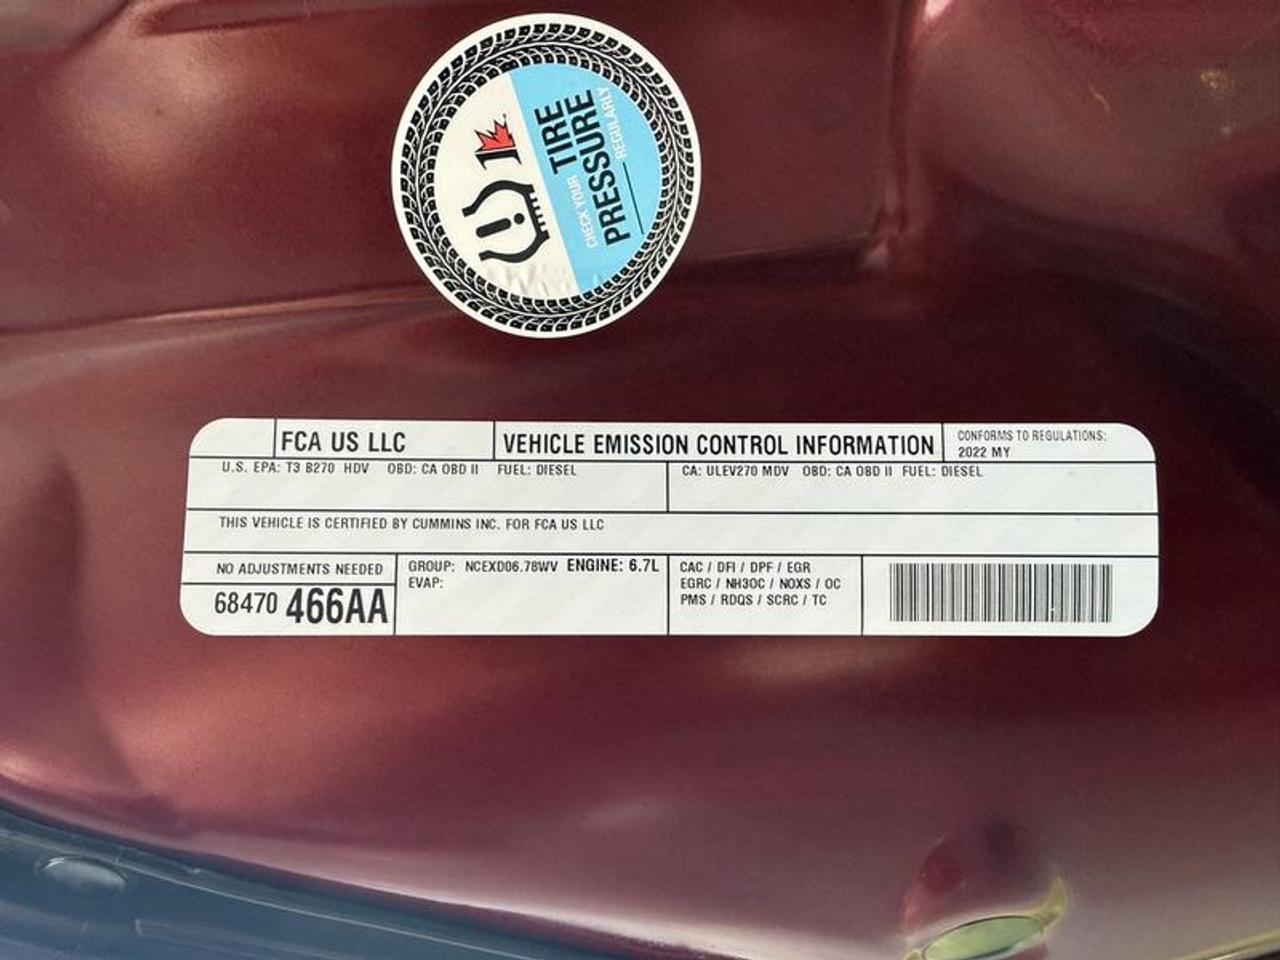 CHECK YOUR
TIRE
PRESSURE
REGULARLY
1
FCA US LLC
VEHICLE EMISSION CONTROL INFORMATION
CONFORMS TO REGULATIONS:
2022 MY
U.S. EPA: T3 B270 HDV OBD: CA OBD II FUEL: DIESEL
CA: ULEV270 MDV OBD: CA OBD II FUEL: DIESEL
THIS VEHICLE IS CERTIFIED BY CUMMINS INC. FOR FCA US LLC
NO ADJUSTMENTS NEEDED
68470 466AA
GROUP: NCEXD06.78WV ENGINE: 6.7L
EVAP:
CAC / DFI / DPF / EGR
EGRC / NH3OC / NOXS / OC
PMS / RDQS / SCRC / TC